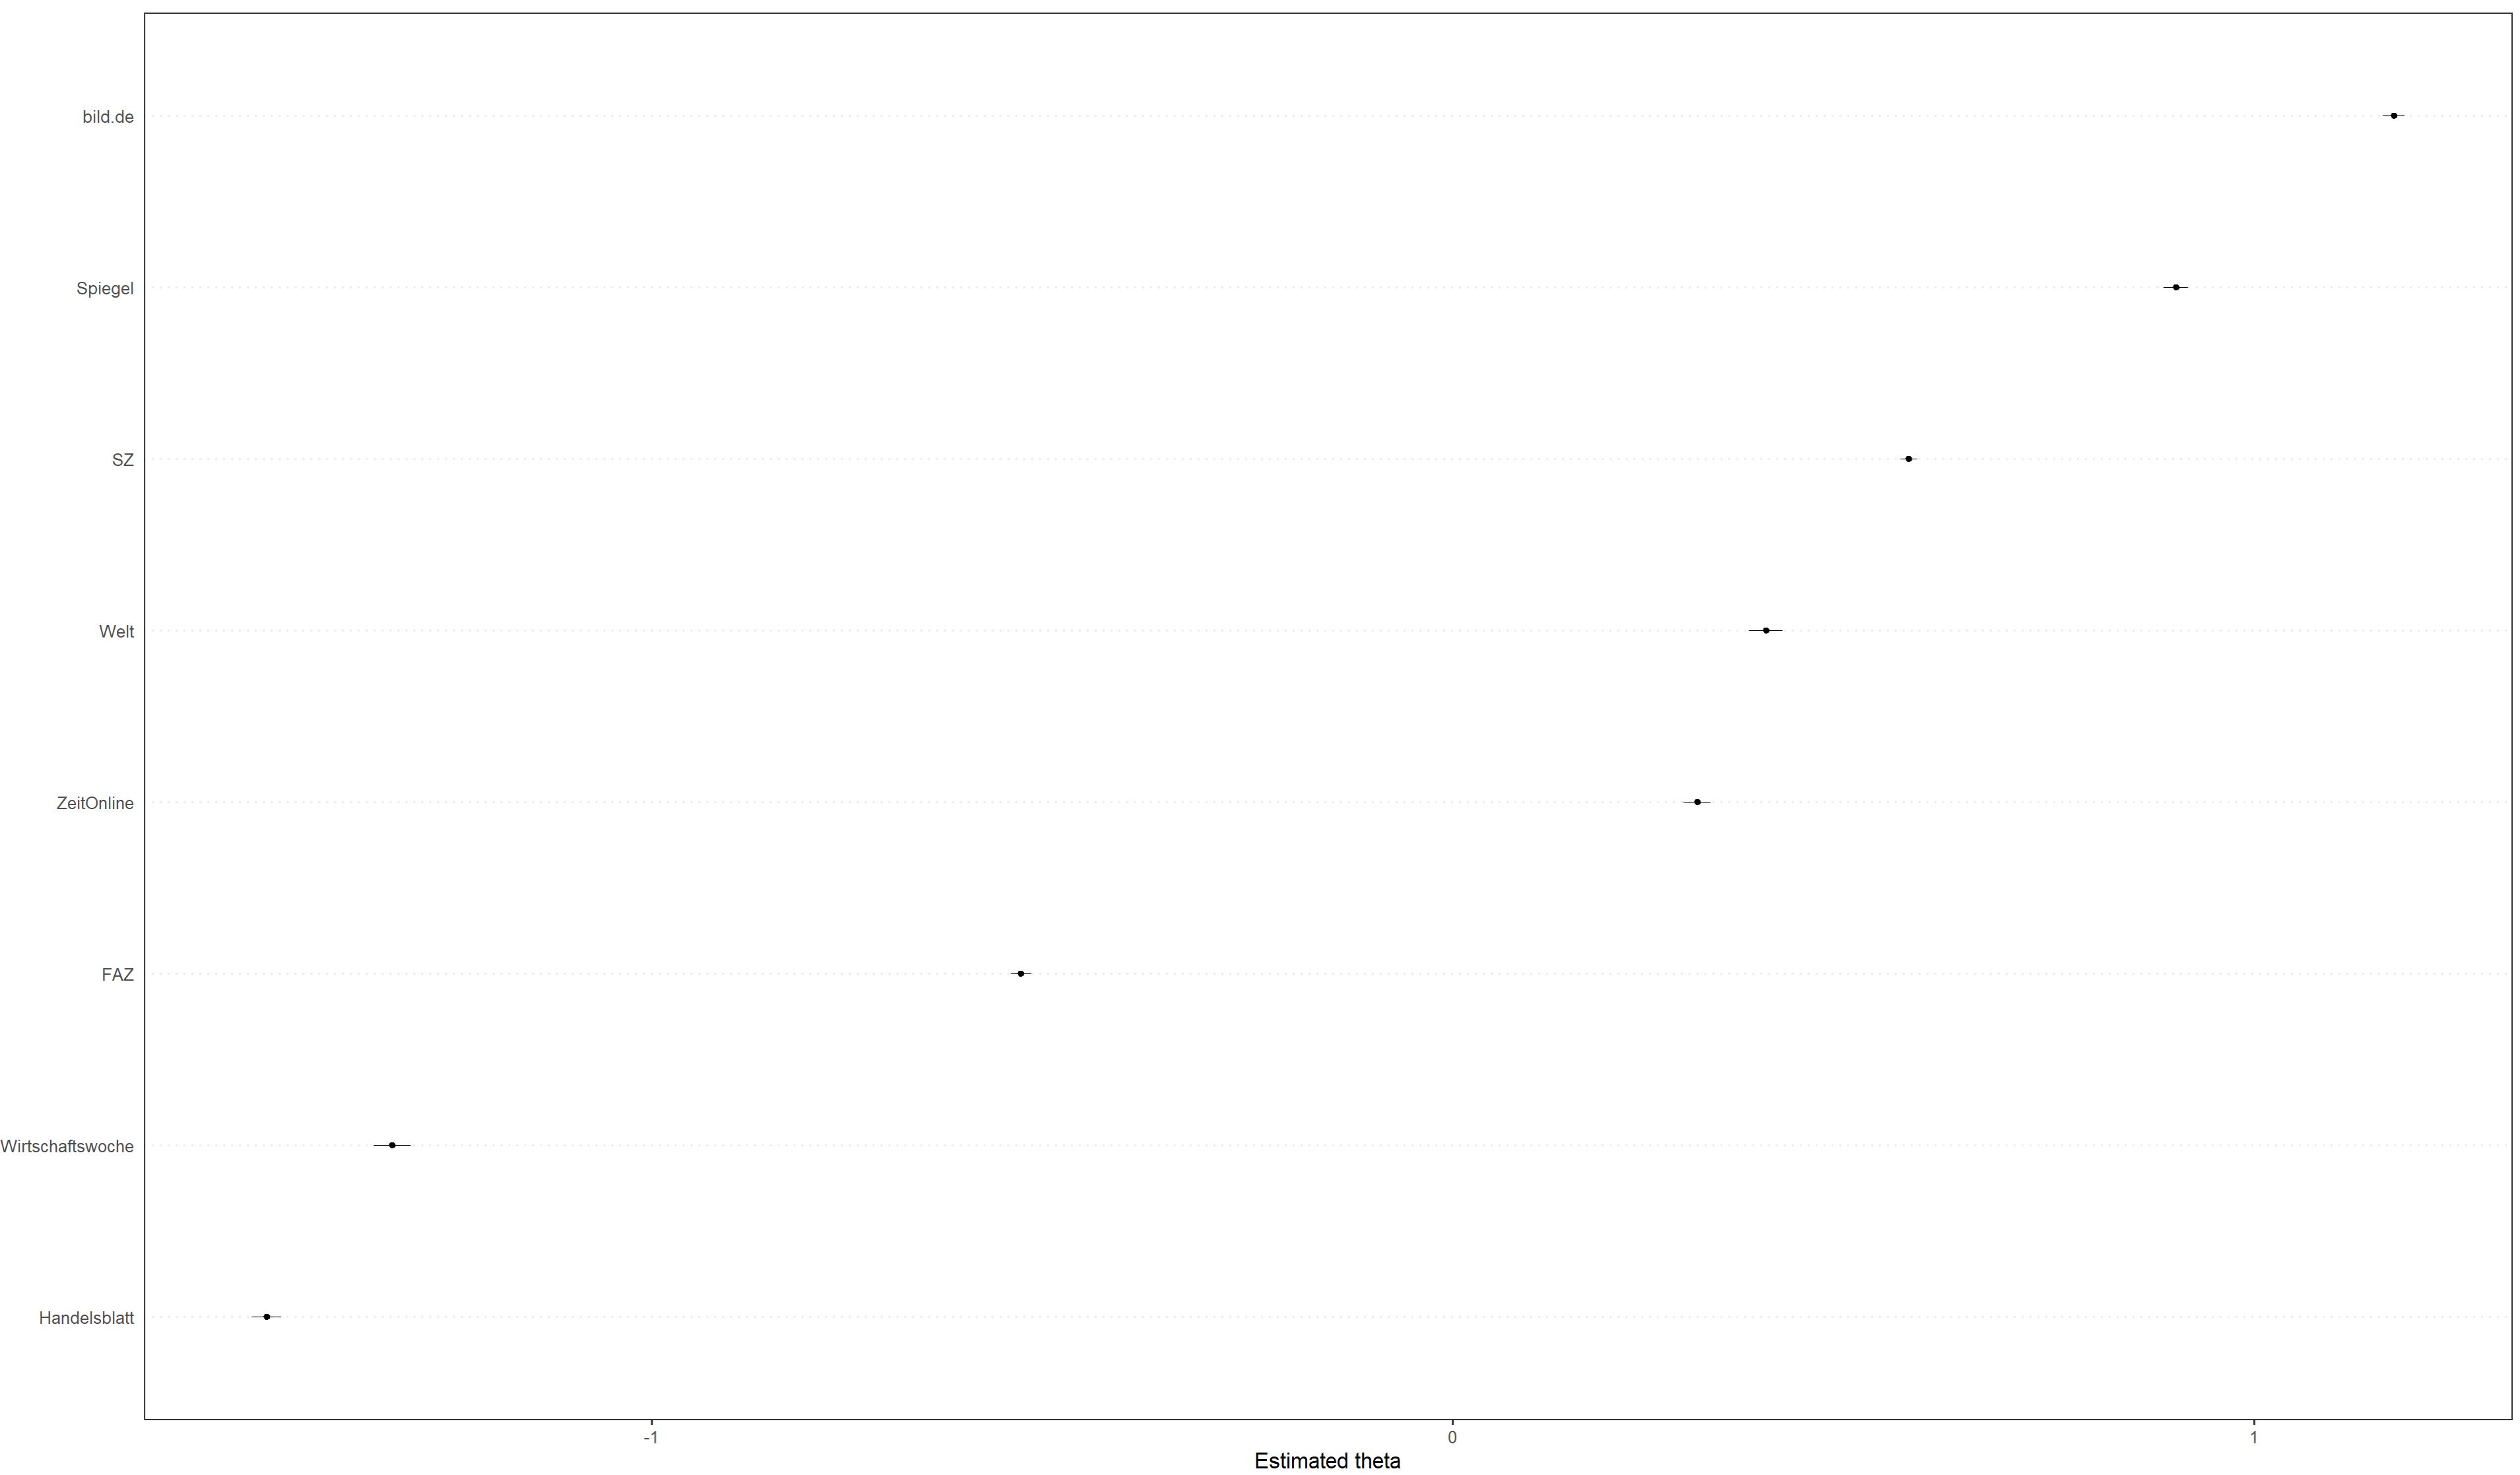 bild.de
Spiegel
SZ
Welt
ZeitOnline
FAZ
Wirtschaftswoche
Handelsblatt
-1
0
1
Estimated theta